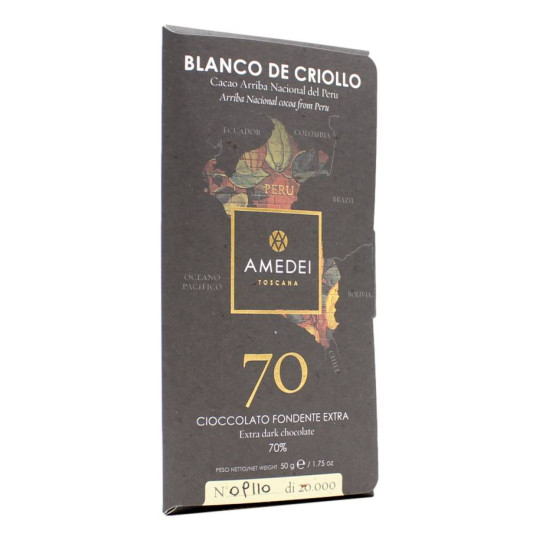 BLANCO DE CRIOLLO
Cacao Arriba Nacional del Peru
Arriba Nacional cocoa from Peru
ECUADOR COLOMBIA
PERU
BRAZIL
AMEDEI
TOSCANA
OCEANO
PACIFICO
BOLIVIA
CHILE
70
CIOCCOLATO FONDENTE EXTRA
Extra dark chocolate
70%
PESO NETTO/NET WEIGHT 50 g ℮ / 1.75 oz
N° 09110 di 20.000